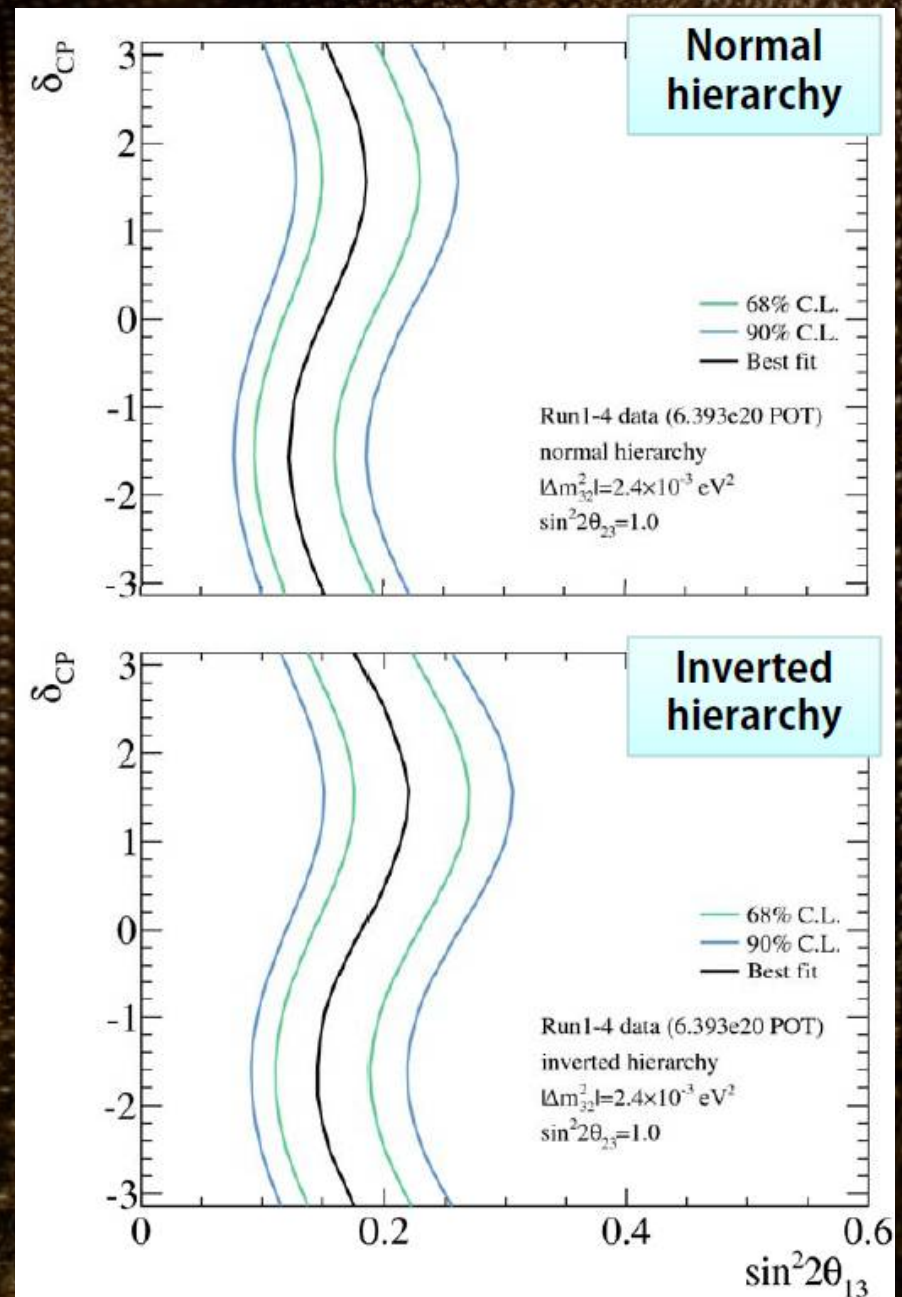 Normal
hierarchy
δCP
3
2
1
0
-1
-2
-3
68% C.L.
90% C.L.
Best fit
Run1-4 data (6.393e20 POT)
normal hierarchy
|Δm²₃₂|=2.4×10⁻³ eV²
sin²2θ₂₃=1.0
Inverted
hierarchy
δCP
3
2
1
0
-1
-2
-3
68% C.L.
90% C.L.
Best fit
Run1-4 data (6.393e20 POT)
inverted hierarchy
|Δm²₃₂|=2.4×10⁻³ eV²
sin²2θ₂₃=1.0
0 0.2 0.4 0.6
sin²2θ₁₃